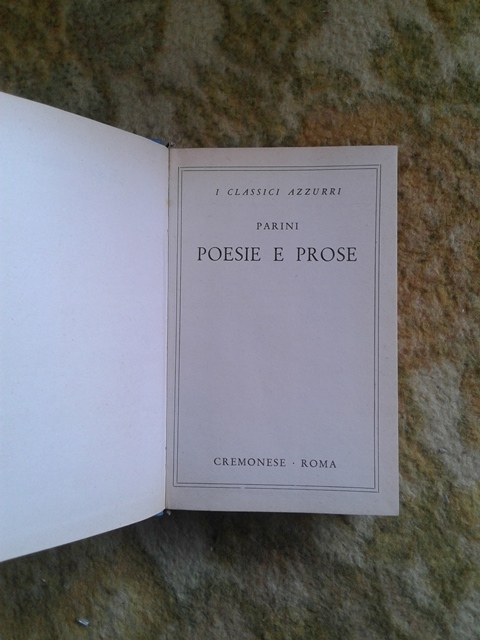 I CLASSICI AZZURRI
PARINI
POESIE E PROSE
CREMONESE · ROMA